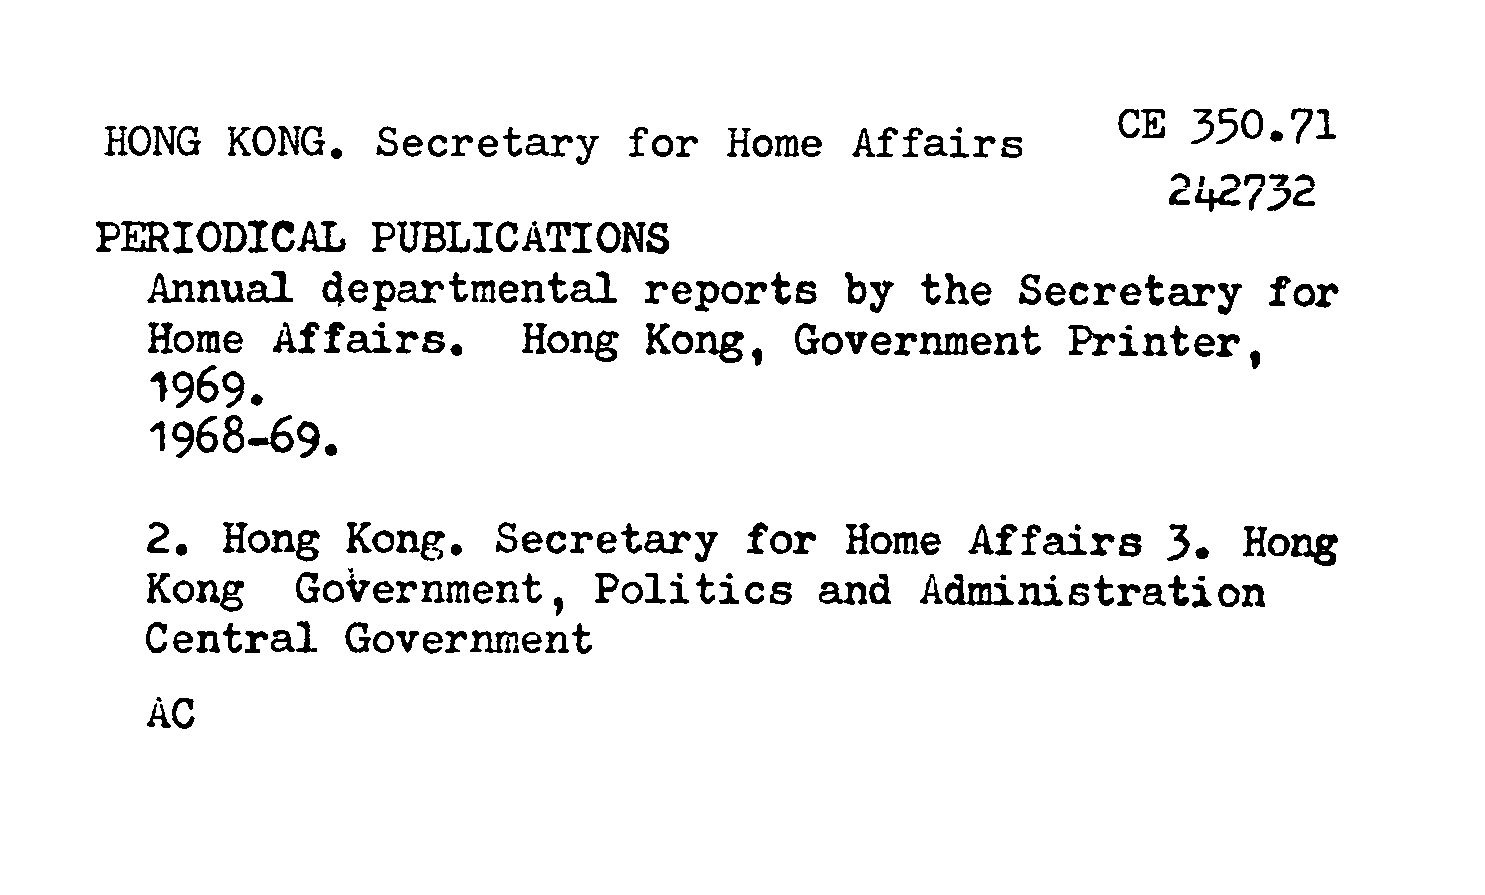 HONG KONG. Secretary for Home Affairs
CE 350.71
242732
PERIODICAL PUBLICATIONS
Annual departmental reports by the Secretary for
Home Affairs. Hong Kong, Government Printer,
1969.
1968-69.
2. Hong Kong. Secretary for Home Affairs 3. Hong
Kong Government, Politics and Administration
Central Government
AC